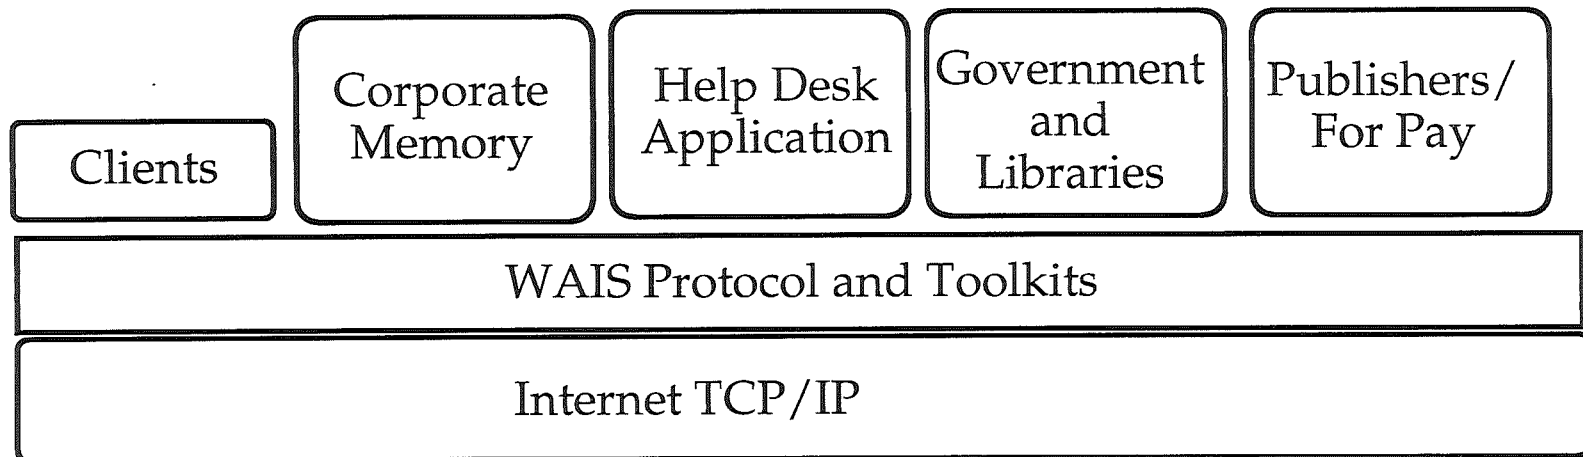 Clients
Corporate
Memory
Help Desk
Application
Government
and
Libraries
Publishers/
For Pay
WAIS Protocol and Toolkits
Internet TCP/IP